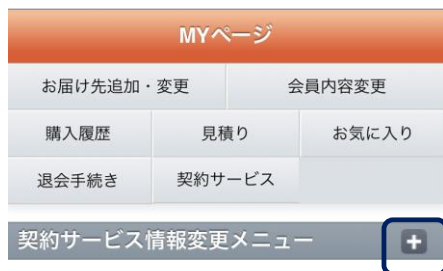 MYページ
お届け先追加・変更 会員内容変更
購入履歴 見積り お気に入り
退会手続き 契約サービス
契約サービス情報変更メニュー +